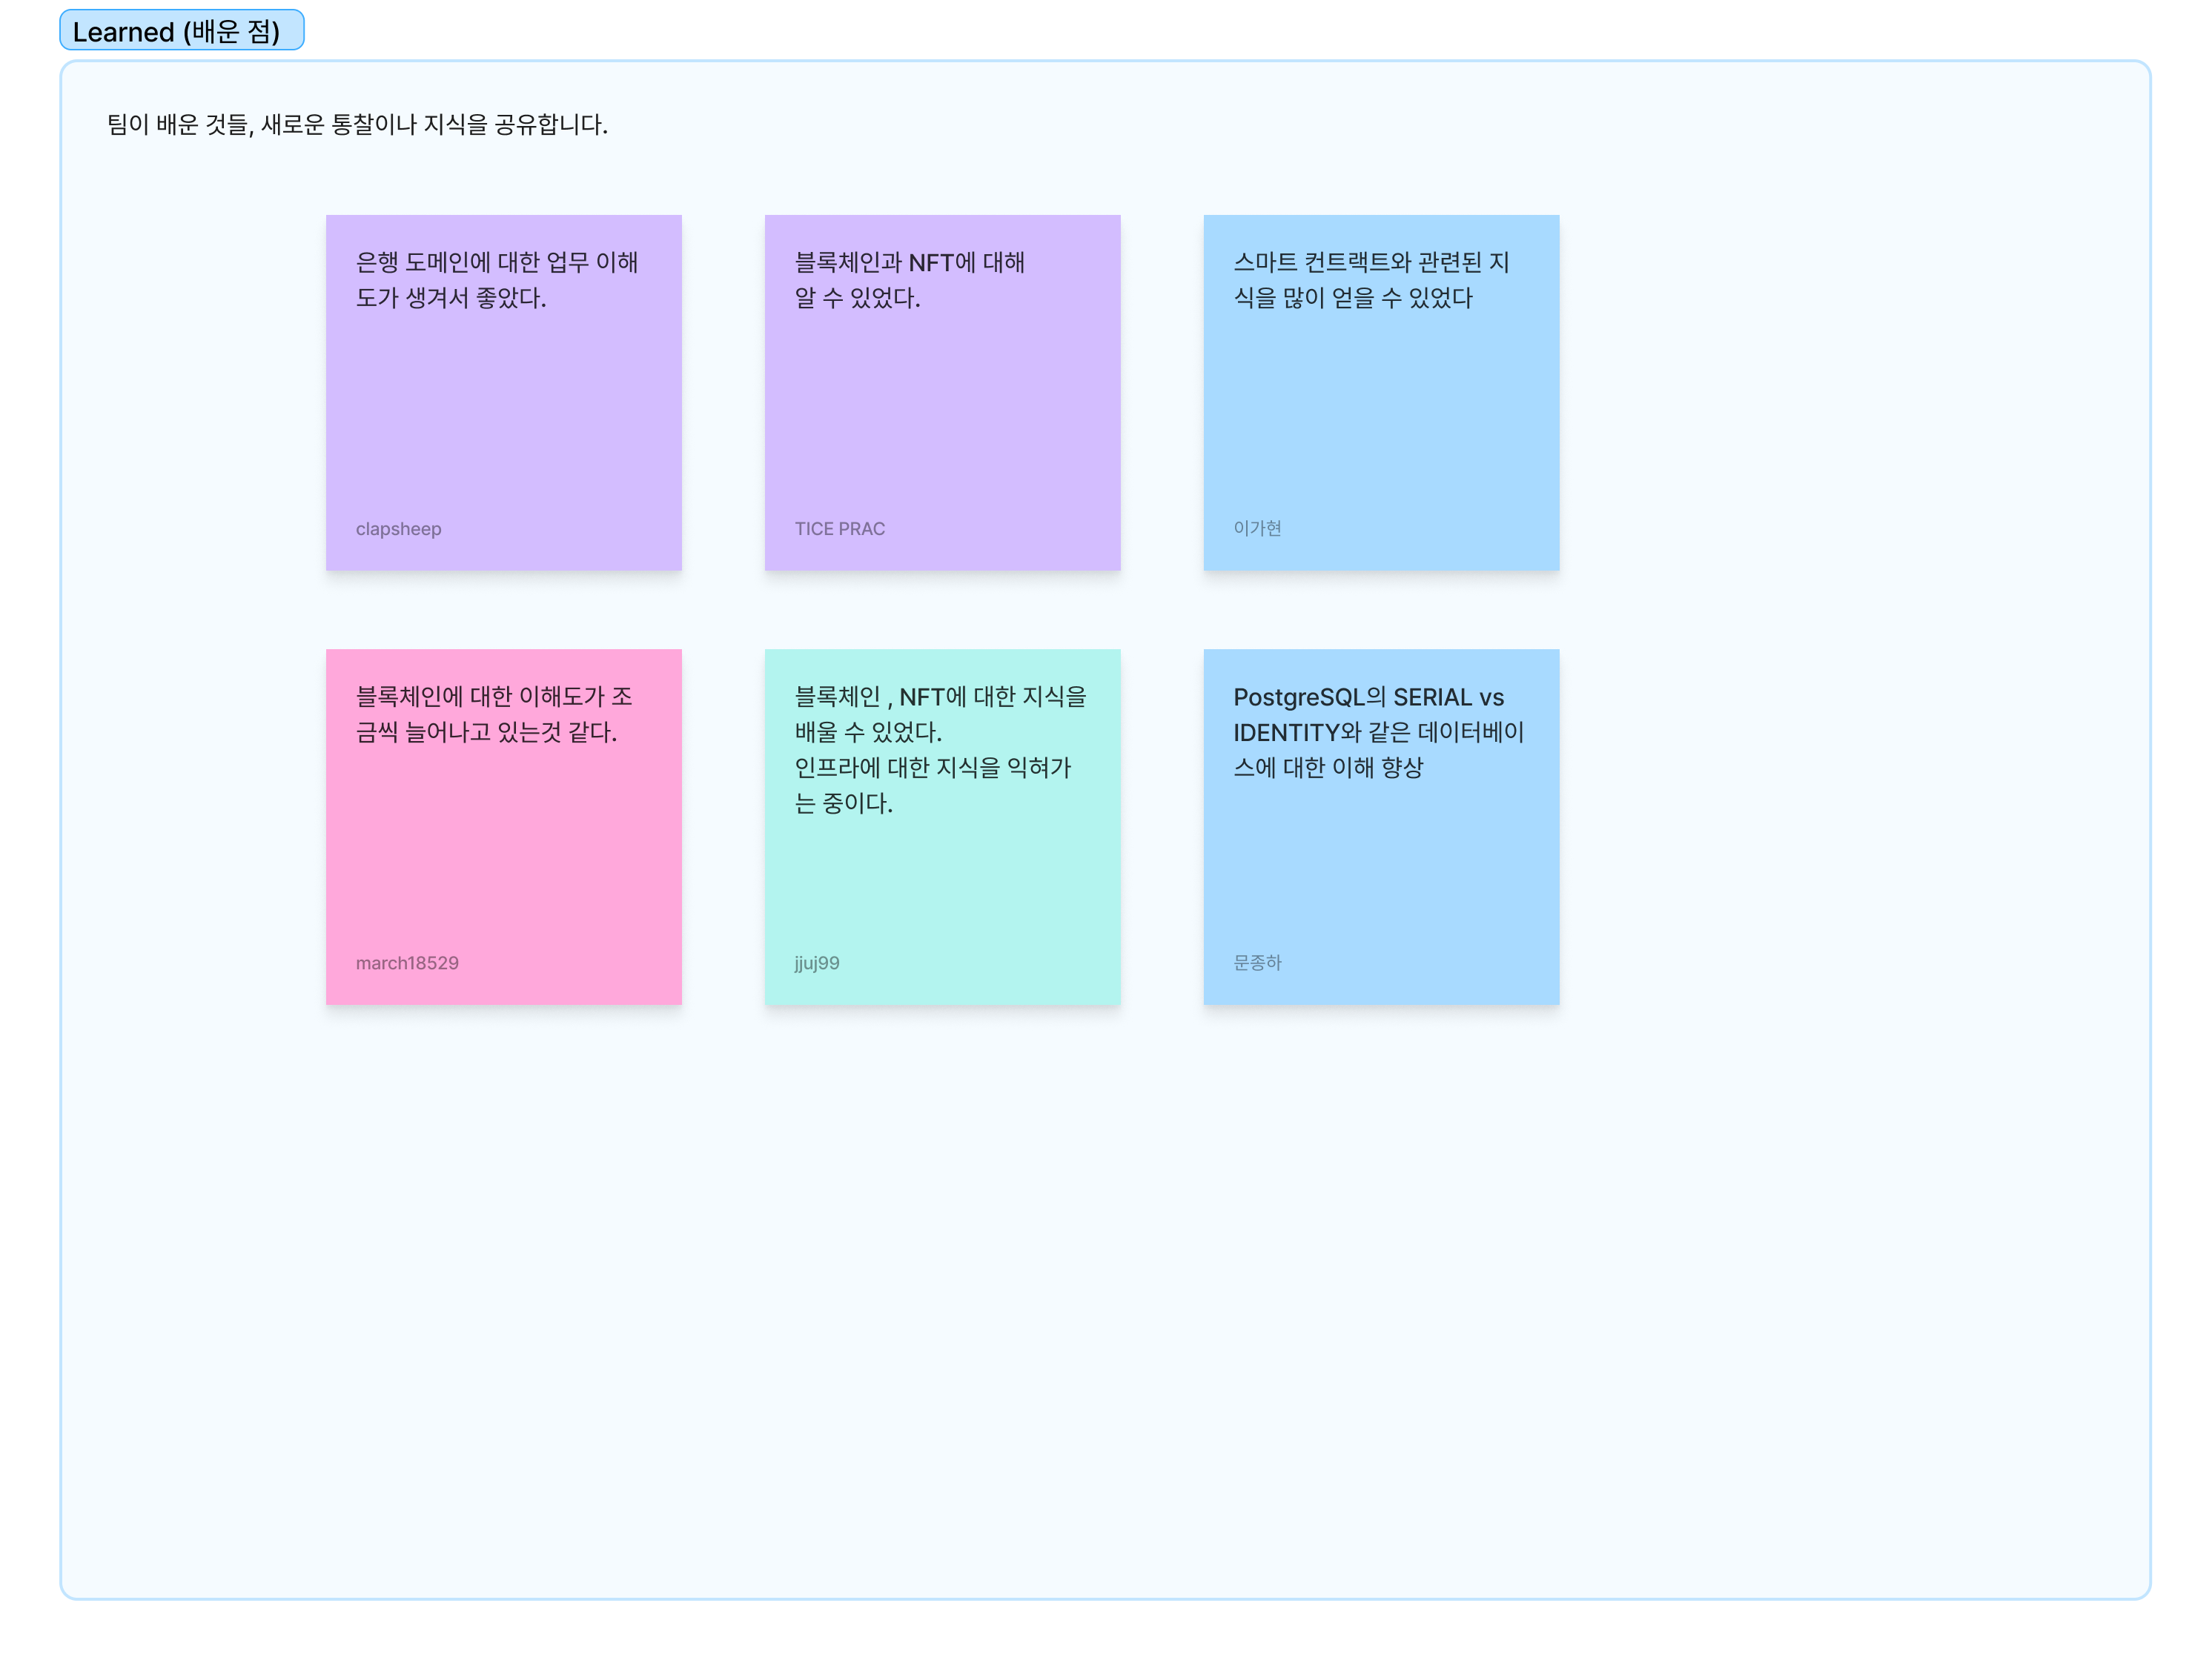 Learned (배운 점)
팀이 배운 것들, 새로운 통찰이나 지식을 공유합니다.
은행 도메인에 대한 업무 이해
도가 생겨서 좋았다.
clapsheep
블록체인과 NFT에 대해
알 수 있었다.
TICE PRAC
스마트 컨트랙트와 관련된 지
식을 많이 얻을 수 있었다
이가현
블록체인에 대한 이해도가 조
금씩 늘어나고 있는것 같다.
march18529
블록체인 , NFT에 대한 지식을
배울 수 있었다.
인프라에 대한 지식을 익혀가
는 중이다.
jjuj99
PostgreSQL의 SERIAL vs
IDENTITY와 같은 데이터베이
스에 대한 이해 향상
문종하